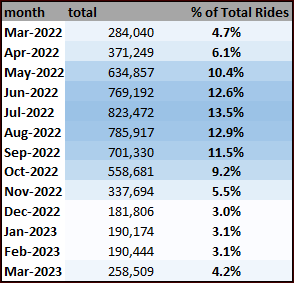 month total % of Total Rides
Mar-2022 284,040 4.7%
Apr-2022 371,249 6.1%
May-2022 634,857 10.4%
Jun-2022 769,192 12.6%
Jul-2022 823,472 13.5%
Aug-2022 785,917 12.9%
Sep-2022 701,330 11.5%
Oct-2022 558,681 9.2%
Nov-2022 337,694 5.5%
Dec-2022 181,806 3.0%
Jan-2023 190,174 3.1%
Feb-2023 190,444 3.1%
Mar-2023 258,509 4.2%